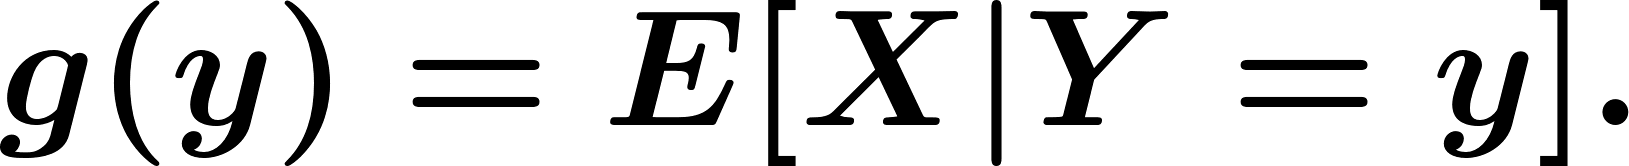 g(y) = E[X|Y = y].